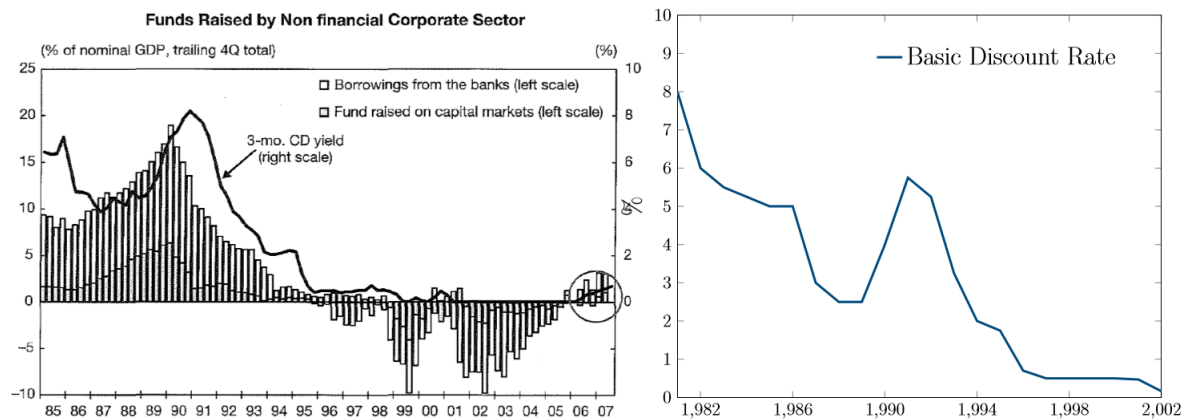 Funds Raised by Non financial Corporate Sector
(% of nominal GDP, trailing 4Q total)
(%)
25
20
15
10
5
0
−5
−10
10
8
6
2
0
%
Borrowings from the banks (left scale)
Fund raised on capital markets (left scale)
3-mo. CD yield
(right scale)
85 86 87 88 89 90 91 92 93 94 95 96 97 98 99 00 01 02 03 04 05 06 07
10
9
8
7
6
5
4
3
2
1
0
Basic Discount Rate
1,982 1,986 1,990 1,994 1,998 2,002